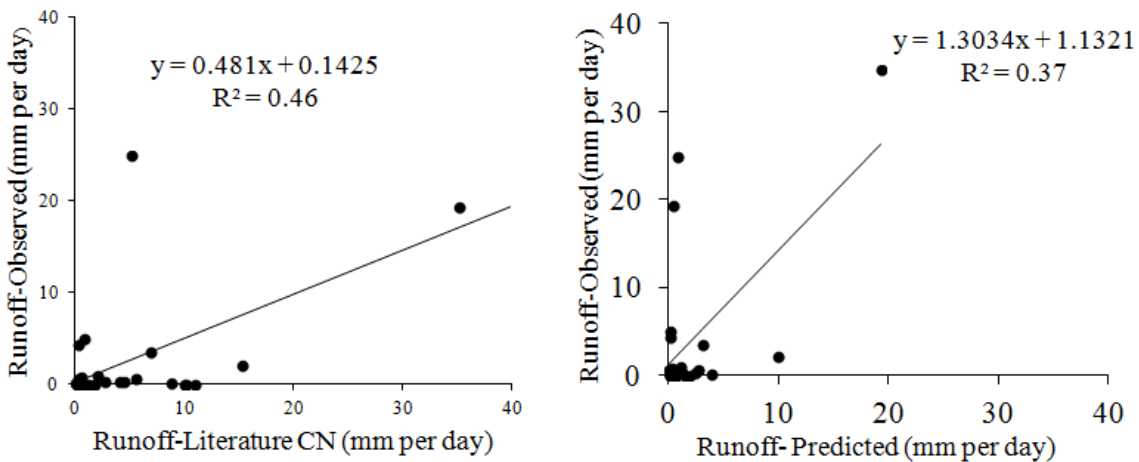 40
30
20
10
0
Runoff-Observed (mm per day)
y = 0.481x + 0.1425
R² = 0.46
0
10
20
30
40
Runoff-Literature CN (mm per day)
40
30
20
10
0
Runoff-Observed (mm per day)
y = 1.3034x + 1.1321
R² = 0.37
0
10
20
30
40
Runoff- Predicted (mm per day)